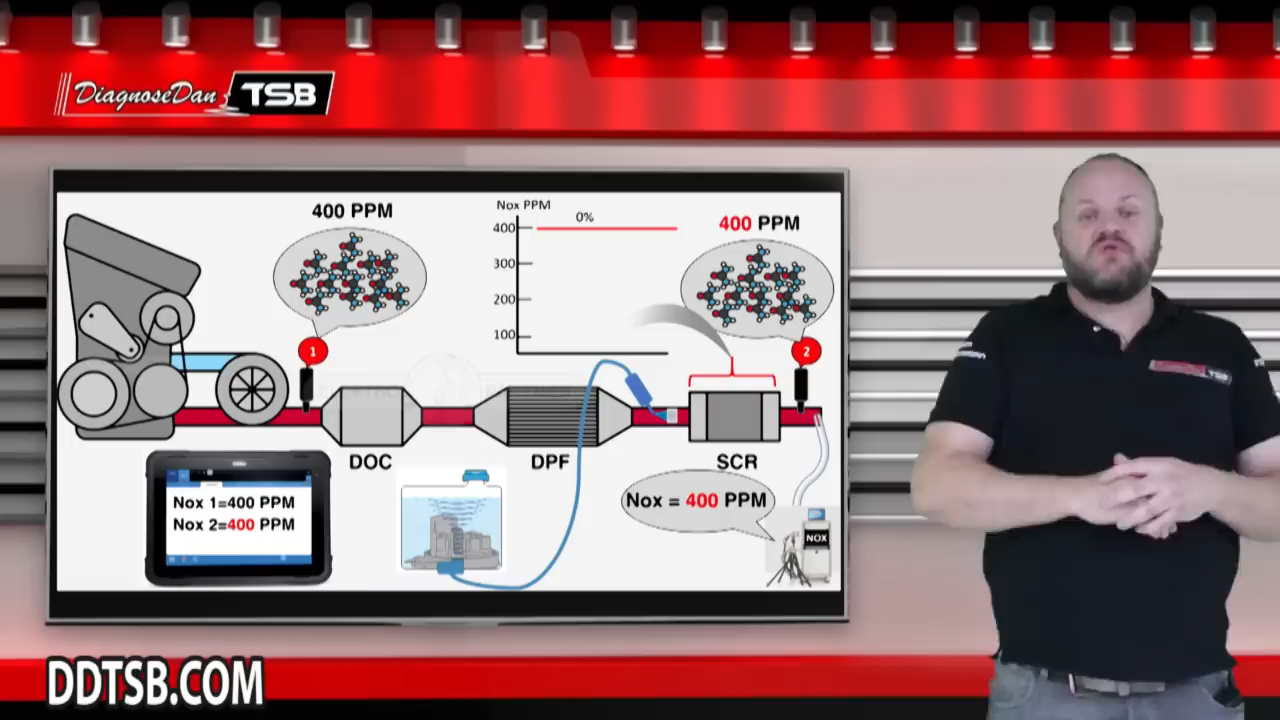 DiagnoseDan TSB
400 PPM
Nox PPM
0%
400
300
200
100
400 PPM
1
2
DOC
DPF
SCR
Nox 1=400 PPM
Nox 2=400 PPM
Nox = 400 PPM
NOX
TSB
DDTSB.COM